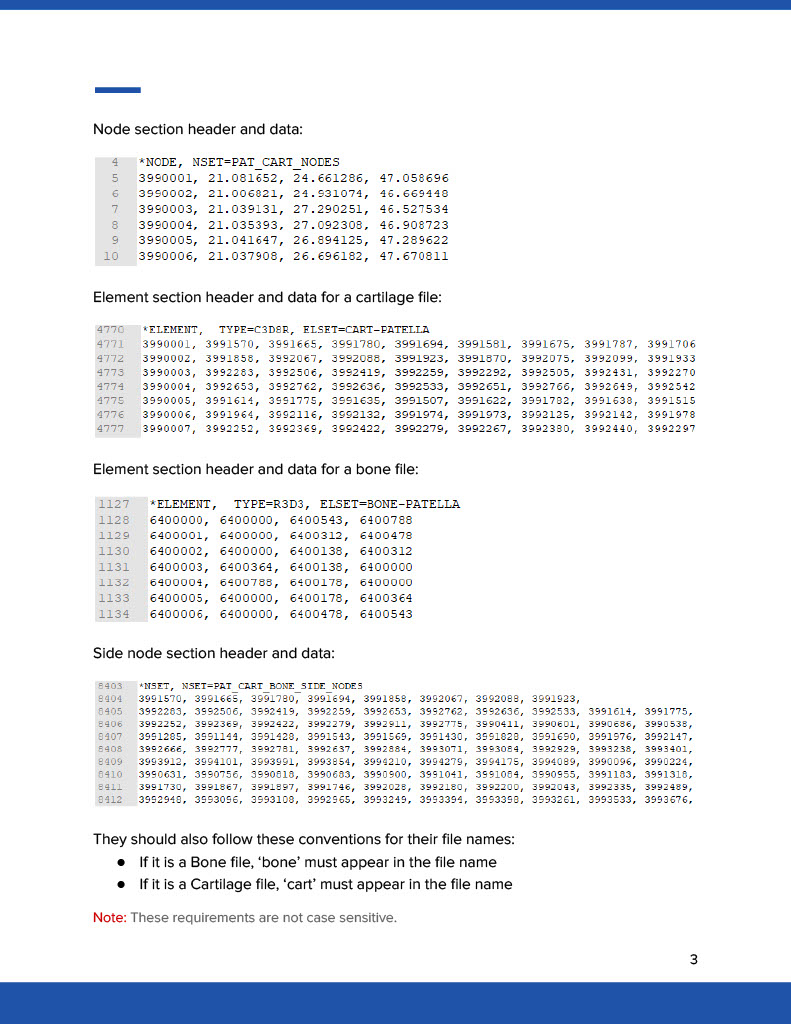 Node section header and data:
4 *NODE, NSET=PAT_CART_NODES
5 3990001, 21.081652, 24.661286, 47.058696
6 3990002, 21.006821, 24.931074, 46.669448
7 3990003, 21.039131, 27.290251, 46.527534
8 3990004, 21.035393, 27.092308, 46.908723
9 3990005, 21.041647, 26.894125, 47.289622
10 3990006, 21.037908, 26.696182, 47.670811
Element section header and data for a cartilage file:
4770 *ELEMENT, TYPE=C3D8R, ELSET=CART-PATELLA
4771 3990001, 3991570, 3991665, 3991780, 3991694, 3991581, 3991675, 3991787, 3991706
4772 3990002, 3991858, 3992067, 3992088, 3991923, 3991870, 3992075, 3992099, 3991933
4773 3990003, 3992283, 3992506, 3992419, 3992259, 3992292, 3992505, 3992431, 3992270
4774 3990004, 3992653, 3992762, 3992636, 3992533, 3992651, 3992766, 3992649, 3992542
4775 3990005, 3991614, 3991775, 3991635, 3991507, 3991622, 3991782, 3991638, 3991515
4776 3990006, 3991964, 3992116, 3992132, 3991974, 3991973, 3992125, 3992142, 3991978
4777 3990007, 3992252, 3992369, 3992422, 3992279, 3992267, 3992380, 3992440, 3992297
Element section header and data for a bone file:
1127 *ELEMENT, TYPE=R3D3, ELSET=BONE-PATELLA
1128 6400000, 6400000, 6400543, 6400788
1129 6400001, 6400000, 6400312, 6400478
1130 6400002, 6400000, 6400138, 6400312
1131 6400003, 6400364, 6400138, 6400000
1132 6400004, 6400788, 6400178, 6400000
1133 6400005, 6400000, 6400178, 6400364
1134 6400006, 6400000, 6400478, 6400543
Side node section header and data:
8403 *NSET, NSET=PAT_CART_BONE_SIDE_NODES
8404 3991570, 3991665, 3991780, 3991694, 3991858, 3992067, 3992088, 3991923,
8405 3992283, 3992506, 3992419, 3992259, 3992653, 3992762, 3992636, 3992533, 3991614, 3991775,
8406 3992252, 3992369, 3992422, 3992279, 3992911, 3992775, 3990411, 3990601, 3990686, 3990538,
8407 3991285, 3991144, 3991428, 3991543, 3991569, 3991430, 3991828, 3991690, 3991976, 3992147,
8408 3992666, 3992777, 3992781, 3992637, 3992884, 3993071, 3993084, 3992929, 3993238, 3993401,
8409 3993912, 3994101, 3993991, 3993854, 3994210, 3994279, 3994175, 3994089, 3990096, 3990224,
8410 3990631, 3990756, 3990818, 3990683, 3990900, 3991041, 3991084, 3990955, 3991183, 3991318,
8411 3991730, 3991867, 3991897, 3991746, 3992028, 3992180, 3992200, 3992043, 3992335, 3992489,
8412 3992948, 3993096, 3993108, 3992965, 3993249, 3993394, 3993398, 3993261, 3993533, 3993676,
They should also follow these conventions for their file names:
● If it is a Bone file, ‘bone’ must appear in the file name
● If it is a Cartilage file, ‘cart’ must appear in the file name
Note: These requirements are not case sensitive.
3